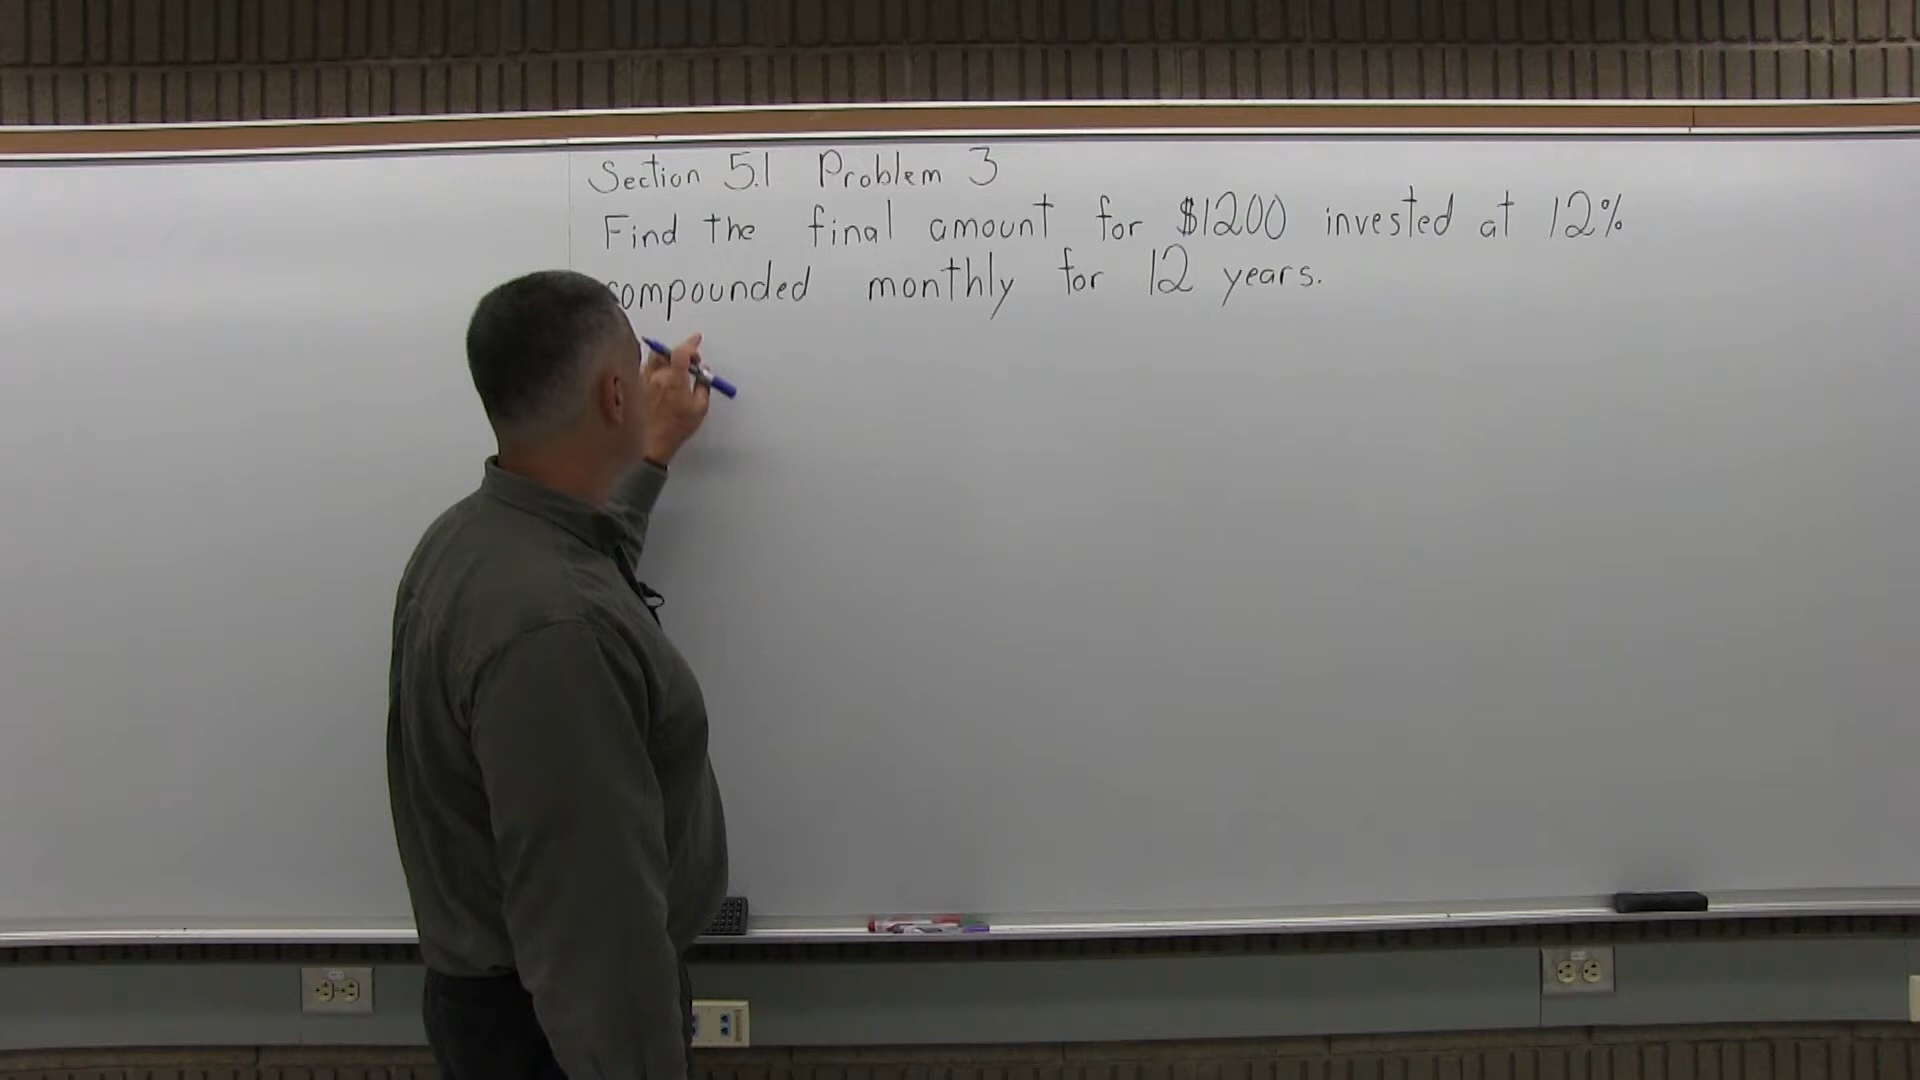 Section 5.1 Problem 3
Find the final amount for $1200 invested at 12%
compounded monthly for 12 years.